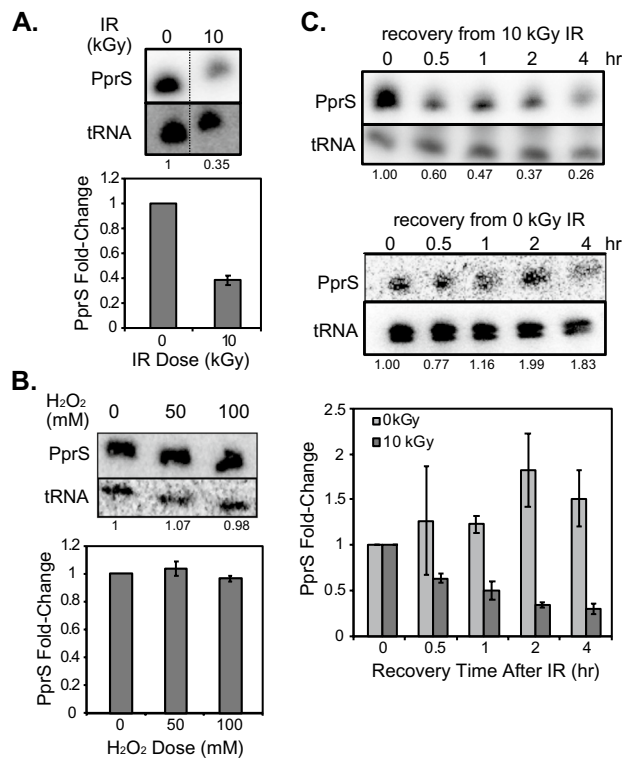 A.
IR
(kGy)
0 10
PprS
tRNA
1 0.35
PprS Fold-Change
1.2
1
0.8
0.6
0.4
0.2
0
0 10
IR Dose (kGy)
B.
H2O2
(mM)
0 50 100
PprS
tRNA
1 1.07 0.98
PprS Fold-Change
1.2
1
0.8
0.6
0.4
0.2
0
0 50 100
H2O2 Dose (mM)
C.
recovery from 10 kGy IR
0 0.5 1 2 4 hr
PprS
tRNA
1.00 0.60 0.47 0.37 0.26
recovery from 0 kGy IR
0 0.5 1 2 4 hr
PprS
tRNA
1.00 0.77 1.16 1.99 1.83
PprS Fold-Change
2.5
2
1.5
1
0.5
0
0kGy
10 kGy
0 0.5 1 2 4
Recovery Time After IR (hr)